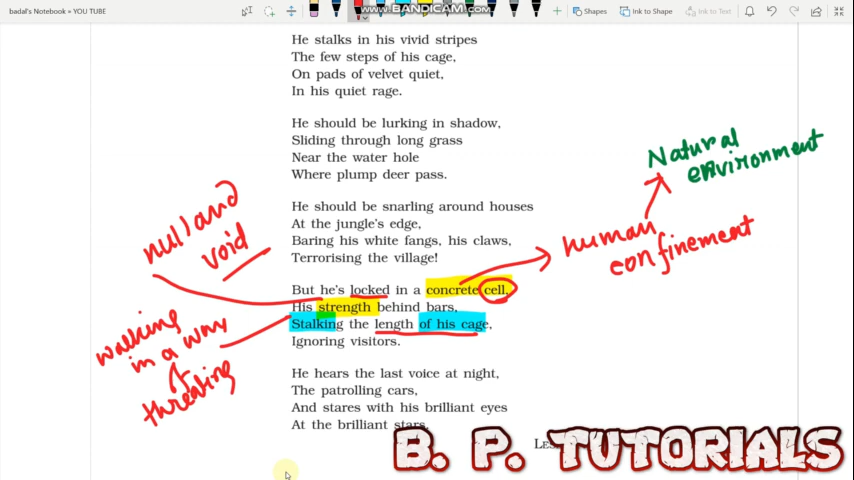 badal's Notebook » YOU TUBE
WWW.BANDICAM.COM
Shapes
Ink to Shape
Ink to Text
He stalks in his vivid stripes
The few steps of his cage,
On pads of velvet quiet,
In his quiet rage.
He should be lurking in shadow,
Sliding through long grass
Near the water hole
Where plump deer pass.
He should be snarling around houses
At the jungle's edge,
Baring his white fangs, his claws,
Terrorising the village!
But he's locked in a concrete cell,
His strength behind bars,
Stalking the length of his cage,
Ignoring visitors.
He hears the last voice at night,
The patrolling cars,
And stares with his brilliant eyes
At the brilliant stars.
null and
void
walking
in a way
threating
human
confinement
Natural
environment
B. P. TUTORIALS